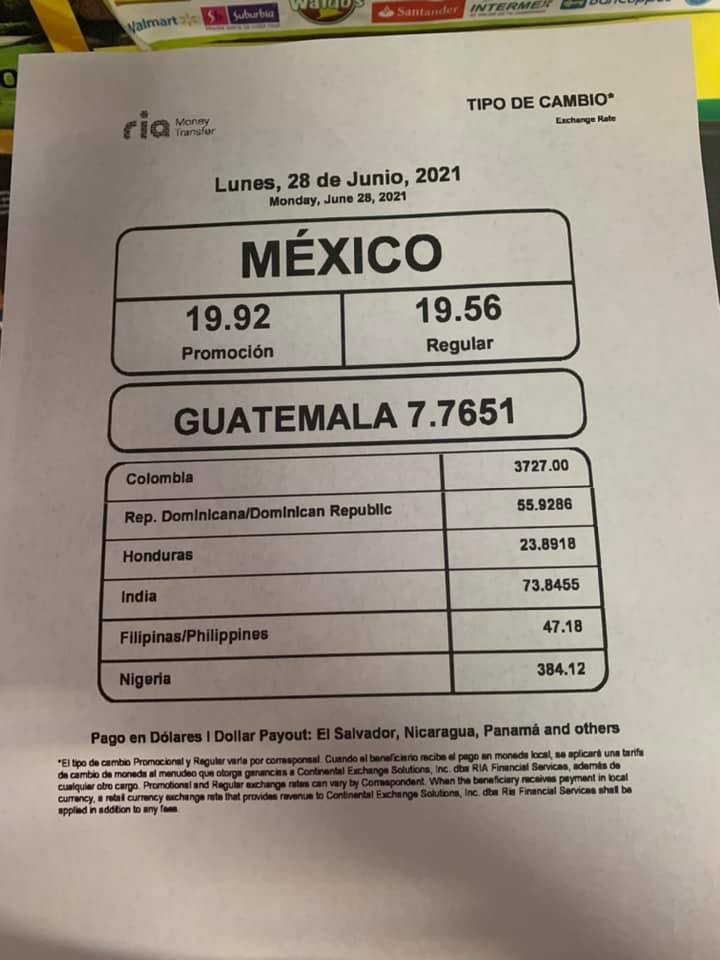 Walmart
Suburbia
Waldo's
Santander
INTERMEX
ria Money
Transfer
TIPO DE CAMBIO*
Exchange Rate
Lunes, 28 de Junio, 2021
Monday, June 28, 2021
MÉXICO
19.92 19.56
Promoción Regular
GUATEMALA 7.7651
Colombia 3727.00
Rep. Dominicana/Dominican Republic 55.9286
Honduras 23.8918
India 73.8455
Filipinas/Philippines 47.18
Nigeria 384.12
Pago en Dólares I Dollar Payout: El Salvador, Nicaragua, Panamá and others
*El tipo de cambio Promocional y Regular varia por corresponsal. Cuando el beneficiario recibe el pago en moneda local, se aplicará una tarifa
de cambio de moneda al menudeo que otorga ganancias a Continental Exchange Solutions, Inc. dba RIA Financial Services, además de
cualquier otro cargo. Promotional and Regular exchange rates can vary by Correspondent. When the beneficiary receives payment in local
currency, a retail currency exchange rate that provides revenue to Continental Exchange Solutions, Inc. dba Ria Financial Services shall be
applied in addition to any fees.